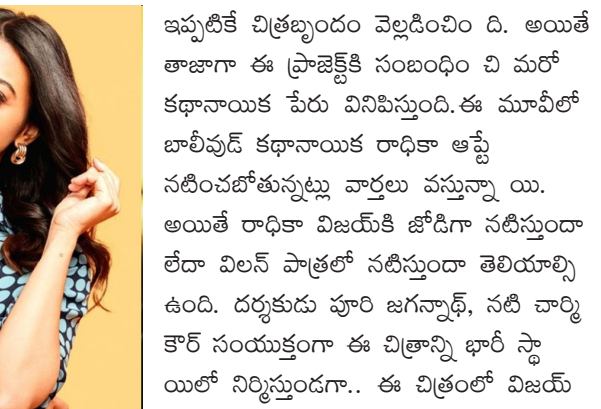 ఇప్పటికే చిత్రబృందం వెల్లడించిం ది. అయితే
తాజాగా ఈ ప్రాజెక్ట్‌కి సంబంధిం చి మరో
కథానాయిక పేరు వినిపిస్తుంది.ఈ మూవీలో
బాలీవుడ్ కథానాయిక రాధికా ఆప్టే
నటించబోతున్నట్లు వార్తలు వస్తున్నా యి.
అయితే రాధికా విజయ్‌కి జోడిగా నటిస్తుందా
లేదా విలన్ పాత్రలో నటిస్తుందా తెలియాల్సి
ఉంది. దర్శకుడు పూరి జగన్నాథ్, నటి చార్మి
కౌర్ సంయుక్తంగా ఈ చిత్రాన్ని భారీ స్థా
యిలో నిర్మిస్తుండగా.. ఈ చిత్రంలో విజయ్